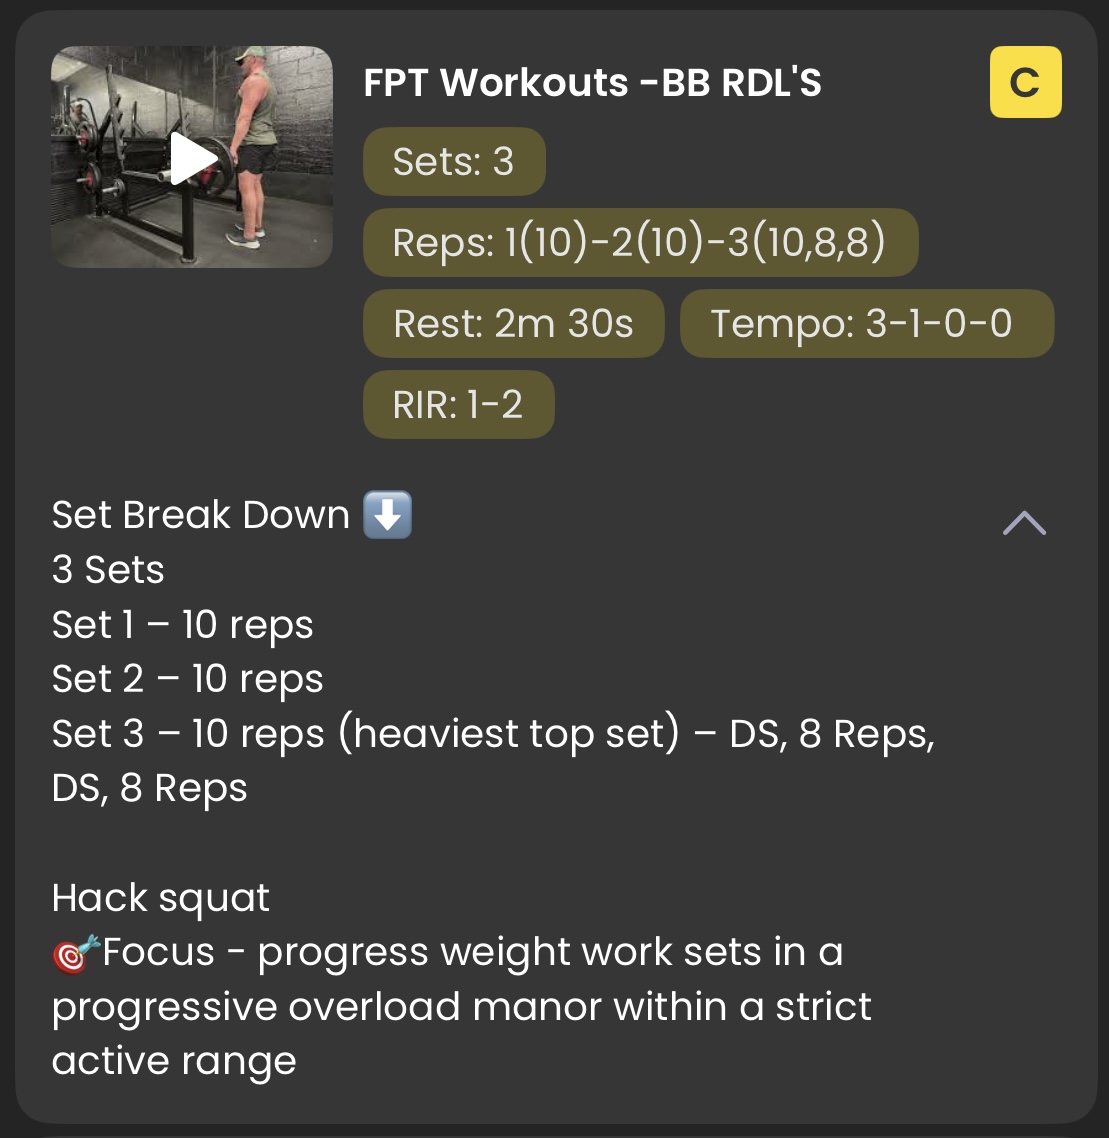 FPT Workouts -BB RDL'S
C
Sets: 3
Reps: 1(10)-2(10)-3(10,8,8)
Rest: 2m 30s
Tempo: 3-1-0-0
RIR: 1-2
Set Break Down ⬇️
3 Sets
Set 1 – 10 reps
Set 2 – 10 reps
Set 3 – 10 reps (heaviest top set) – DS, 8 Reps,
DS, 8 Reps
Hack squat
🎯Focus - progress weight work sets in a
progressive overload manor within a strict
active range